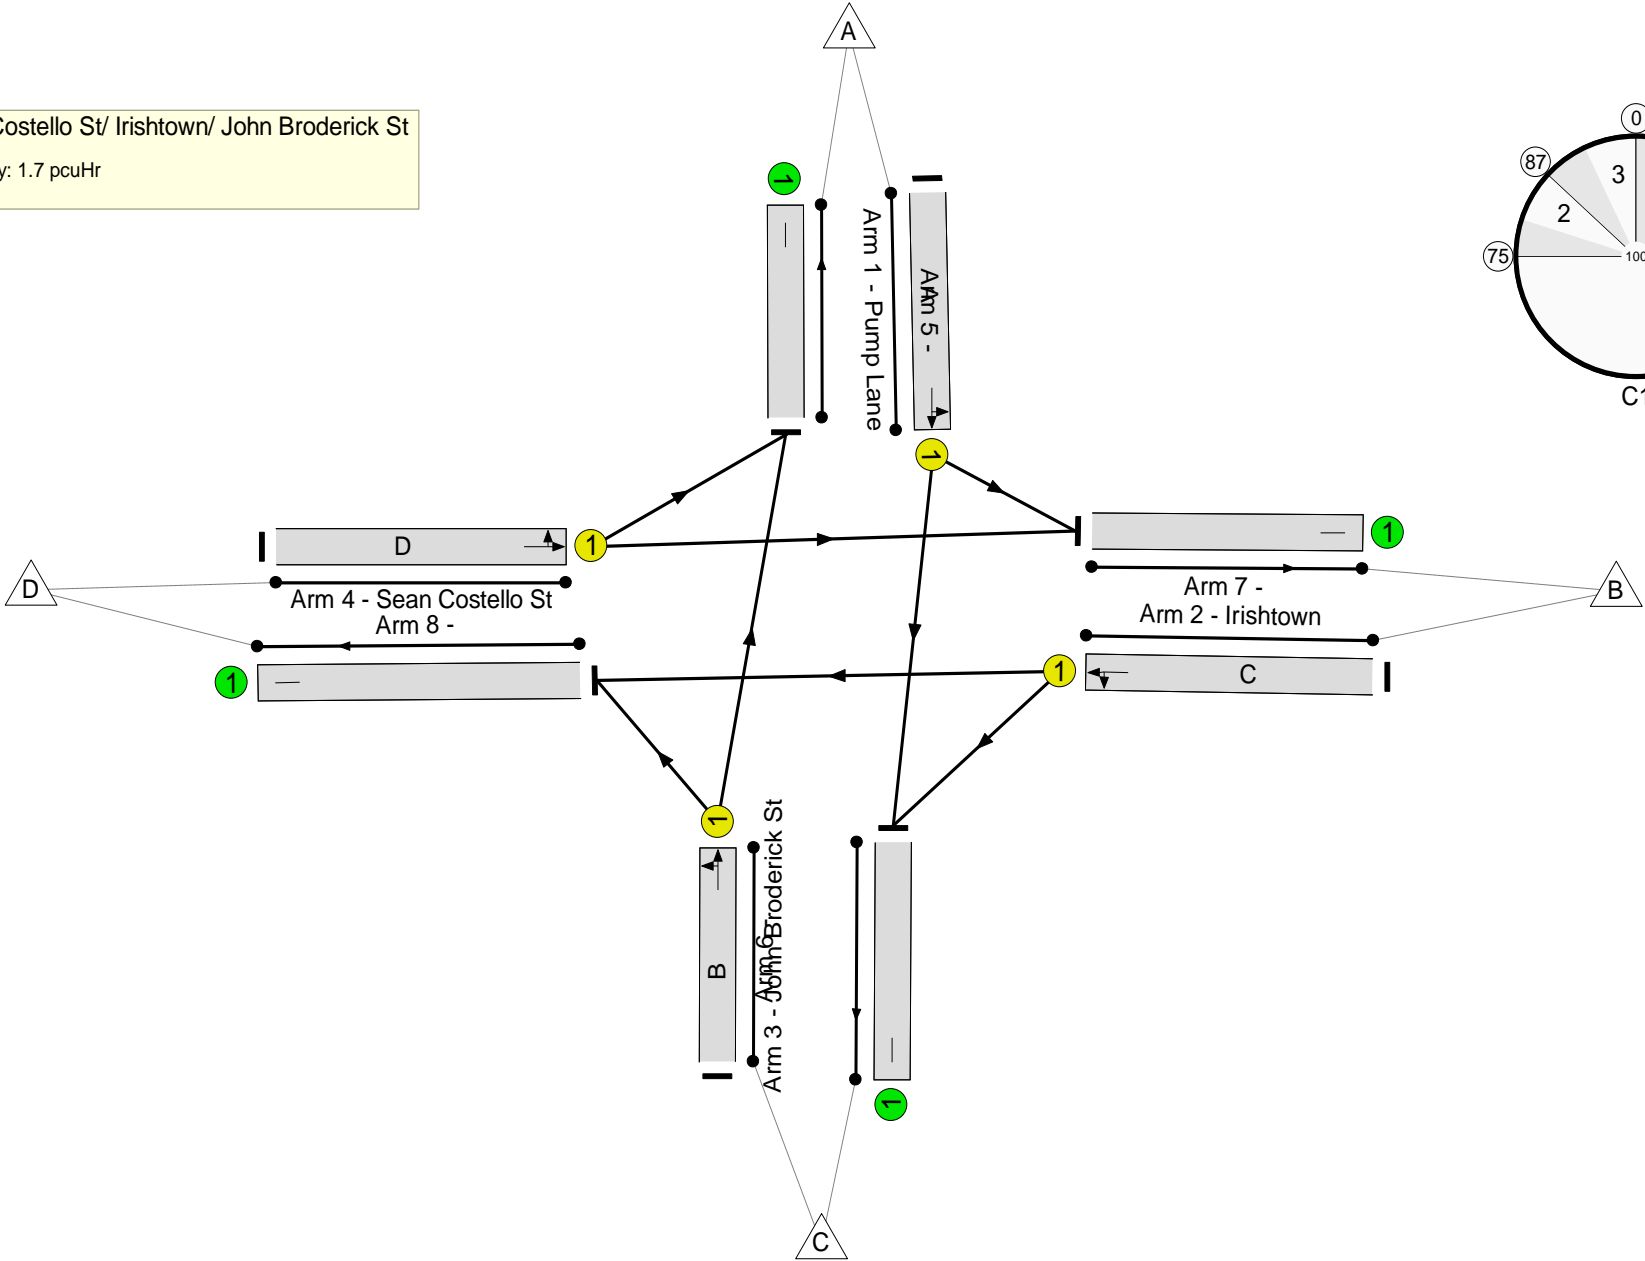 A
Costello St/ Irishtown/ John Broderick St
y: 1.7 pcuHr
0
87
3
2
75
100
C1
1
Arm 1 - Pump Lane
A
Arm 5 -
1
D
1
1
D
Arm 4 - Sean Costello St
Arm 8 -
Arm 7 -
Arm 2 - Irishtown
B
1
1
C
1
B
Arm 6 -
Arm 3 - John Broderick St
1
C